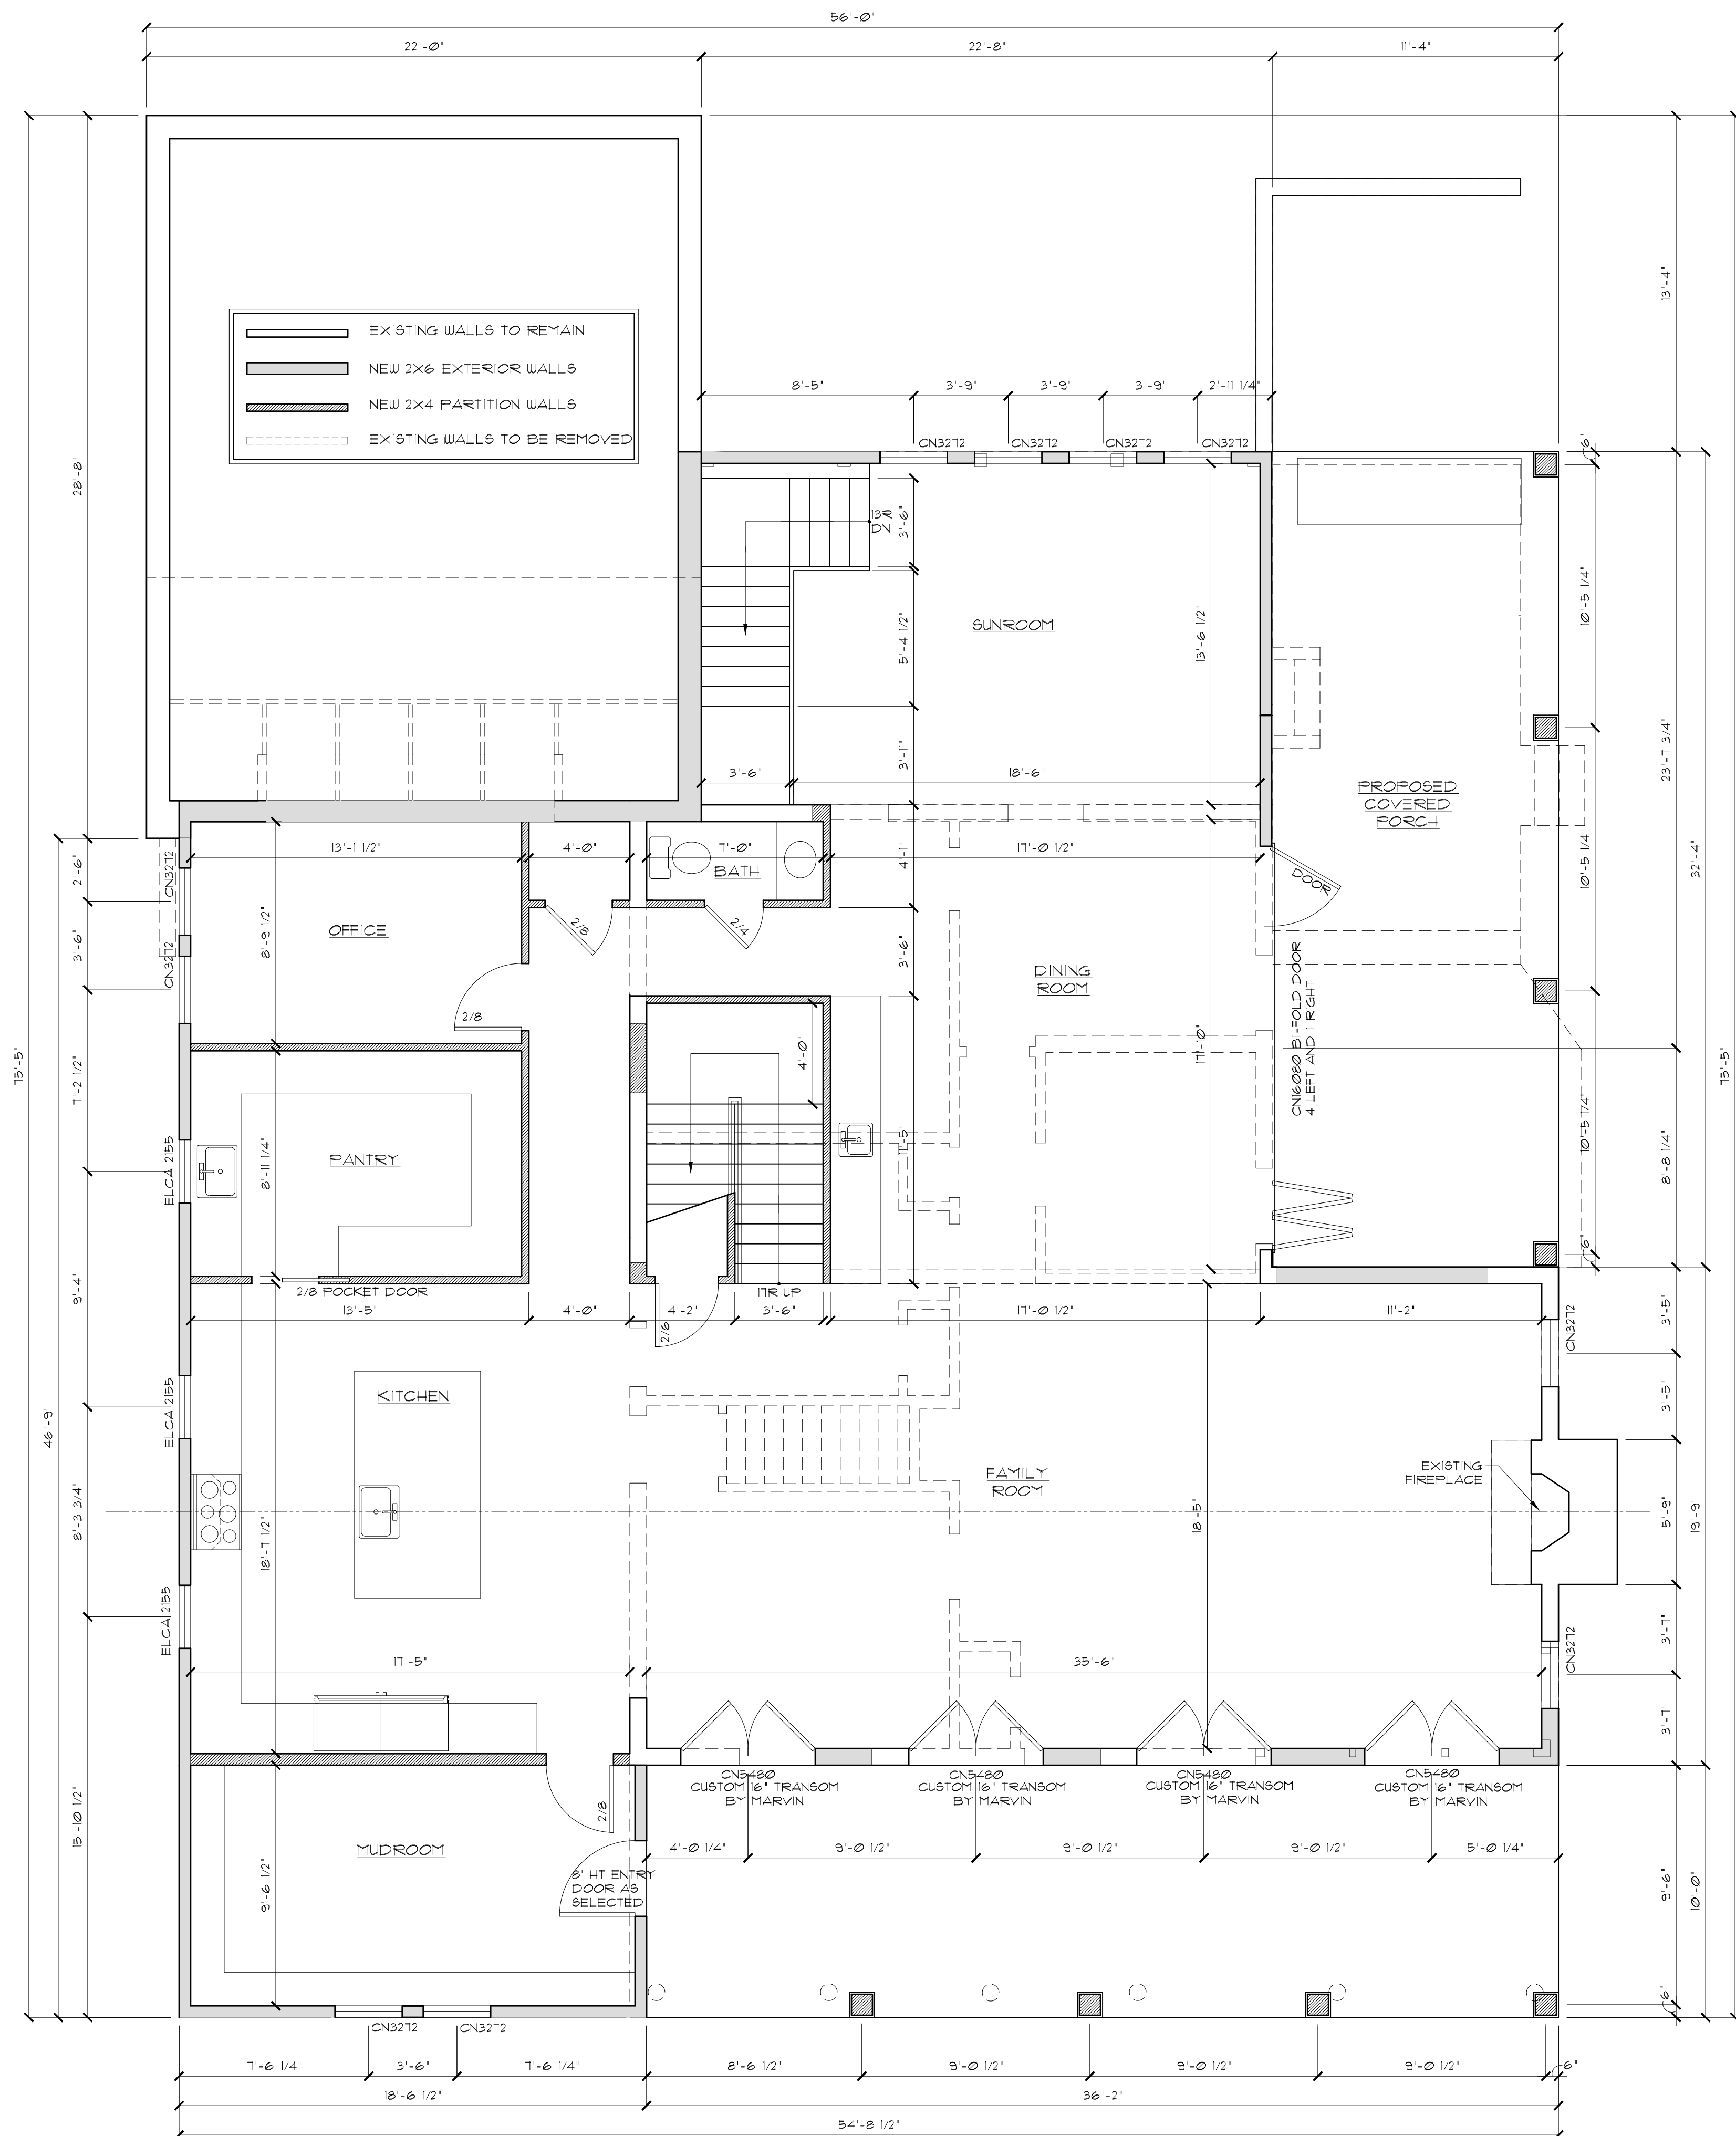 56'-0"
22'-0"
22'-8"
11'-4"
EXISTING WALLS TO REMAIN
NEW 2X6 EXTERIOR WALLS
NEW 2X4 PARTITION WALLS
EXISTING WALLS TO BE REMOVED
13'-4"
28'-8"
8'-5"
3'-9"
3'-9"
3'-9"
2'-11 1/4"
CN3272
CN3272
CN3272
CN3272
6"
13R
DN
3'-6"
5'-4 1/2"
SUNROOM
13'-6 1/2"
10'-5 1/4"
3'-11"
3'-6"
18'-6"
23'-7 3/4"
PROPOSED
COVERED
PORCH
32'-4"
10'-5 1/4"
2'-6"
CN3272
13'-1 1/2"
4'-0"
7'-0"
BATH
4'-1"
17'-0 1/2"
DOOR
OFFICE
8'-9 1/2"
2/8
2/4
3'-6"
CN3272
3'-6"
2/8
DINING
ROOM
17'-10"
CN16080 BI-FOLD DOOR
4 LEFT AND 1 RIGHT
75'-5"
75'-5"
7'-2 1/2"
4'-0"
11'-5"
10'-5 1/4"
8'-8 1/4"
PANTRY
8'-11 1/4"
ELCA 2155
6"
2/8 POCKET DOOR
17R UP
13'-5"
4'-0"
4'-2"
3'-6"
17'-0 1/2"
11'-2"
2/6
9'-4"
CN3272
3'-5"
KITCHEN
ELCA 2155
46'-9"
3'-5"
FAMILY
ROOM
EXISTING
FIREPLACE
8'-3 3/4"
18'-7 1/2"
18'-5"
5'-9"
19'-9"
ELCA 2155
CN3272
3'-7"
17'-5"
35'-6"
3'-7"
CN5480
CUSTOM 16" TRANSOM
BY MARVIN
CN5480
CUSTOM 16" TRANSOM
BY MARVIN
CN5480
CUSTOM 16" TRANSOM
BY MARVIN
CN5480
CUSTOM 16" TRANSOM
BY MARVIN
15'-10 1/2"
2/8
MUDROOM
4'-0 1/4"
9'-0 1/2"
9'-0 1/2"
9'-0 1/2"
5'-0 1/4"
8' HT ENTRY
DOOR AS
SELECTED
9'-6 1/2"
9'-6"
10'-0"
6"
CN3272
CN3272
7'-6 1/4"
3'-6"
7'-6 1/4"
8'-6 1/2"
9'-0 1/2"
9'-0 1/2"
9'-0 1/2"
6"
18'-6 1/2"
36'-2"
54'-8 1/2"